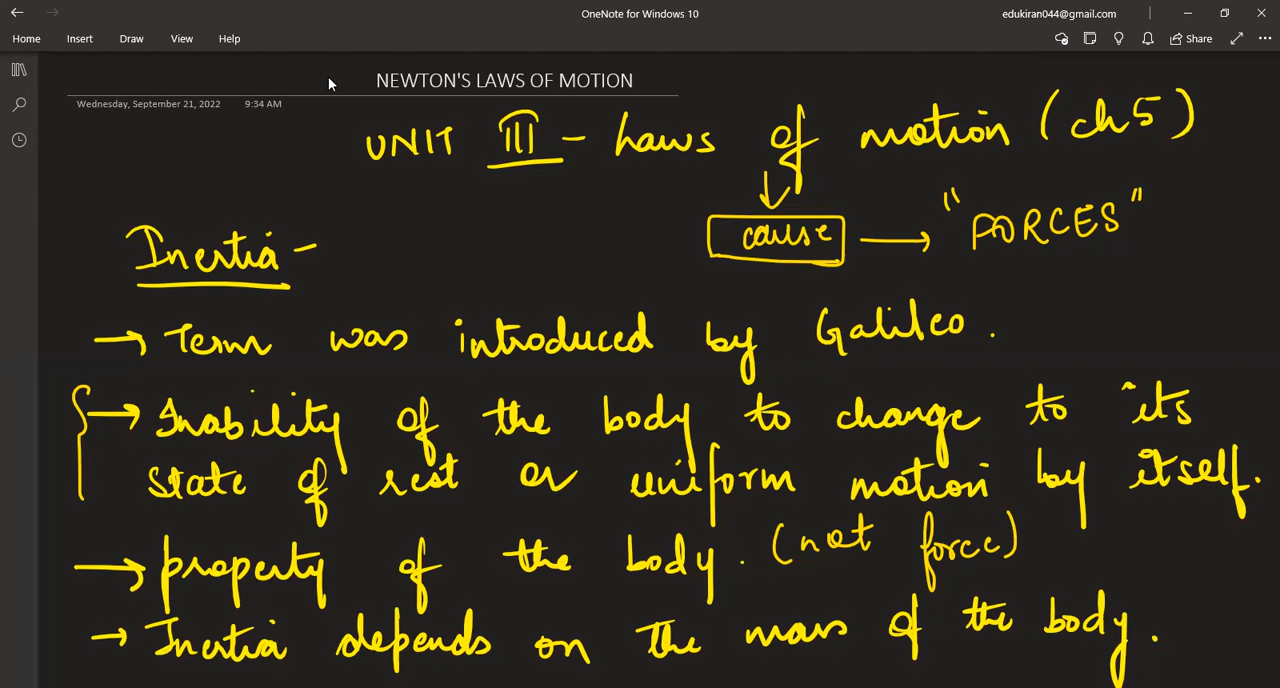 OneNote for Windows 10
edukiran044@gmail.com
Home Insert Draw View Help
Share
NEWTON'S LAWS OF MOTION
Wednesday, September 21, 2022 9:34 AM
UNIT III - Laws of motion (ch 5)
cause → "FORCES"
Inertia -
→ Term was introduced by Galileo.
→ Inability of the body to change to its
state of rest or uniform motion by itself.
→ property of the body. (not force)
→ Inertia depends on the mass of the body.